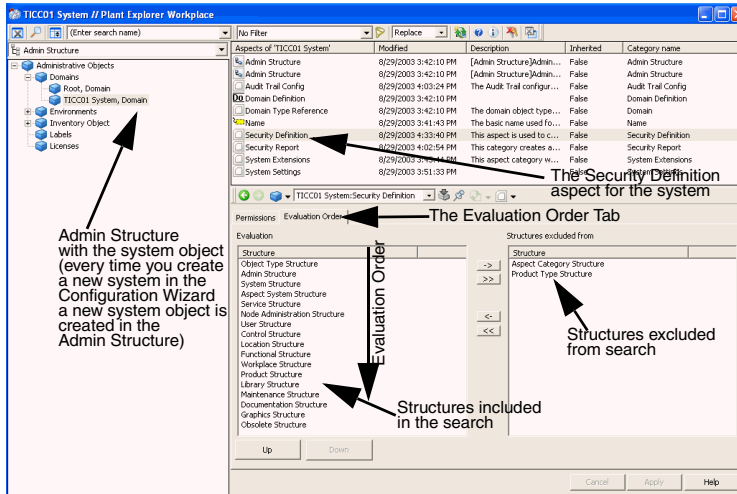 TICC01 System // Plant Explorer Workplace
(Enter search name)
No Filter
Replace
Admin Structure
Administrative Objects
Domains
Root, Domain
TICC01 System, Domain
Environments
Inventory Object
Labels
Licenses
Aspects of 'TICC01 System' Modified Description Inherited Category name
Admin Structure 8/29/2003 3:42:10 PM [Admin Structure]Admin... False Admin Structure
Admin Structure 8/29/2003 3:42:10 PM [Admin Structure]Admin... False Admin Structure
Audit Trail Config 8/29/2003 4:03:24 PM The Audit Trail configur... False Audit Trail Config
Domain Definition 8/29/2003 3:42:10 PM False Domain Definition
Domain Type Reference 8/29/2003 3:42:10 PM The domain object type... False Domain
Name 8/29/2003 3:41:43 PM The basic name used fo... False Name
Security Definition 8/29/2003 4:33:40 PM This aspect is used to c... False Security Definition
Security Report 8/29/2003 4:02:54 PM This category creates a... False Security Report
System Extensions 8/29/2003 3:43:44 PM This aspect category w... False System Extensions
System Settings 8/29/2003 3:51:33 PM False System Settings
The Security Definition
aspect for the system
TICC01 System:Security Definition
Permissions Evaluation Order
The Evaluation Order Tab
Evaluation
Structures excluded from
Structure
Object Type Structure
Admin Structure
System Structure
Aspect System Structure
Service Structure
Node Administration Structure
User Structure
Control Structure
Location Structure
Functional Structure
Workplace Structure
Product Structure
Library Structure
Maintenance Structure
Documentation Structure
Graphics Structure
Obsolete Structure
Evaluation Order
->
>>
<-
<<
Structure
Aspect Category Structure
Product Type Structure
Admin Structure
with the system object
(every time you create
a new system in the
Configuration Wizard
a new system object is
created in the
Admin Structure)
Structures excluded
from search
Structures included
in the search
Up
Down
Cancel
Apply
Help